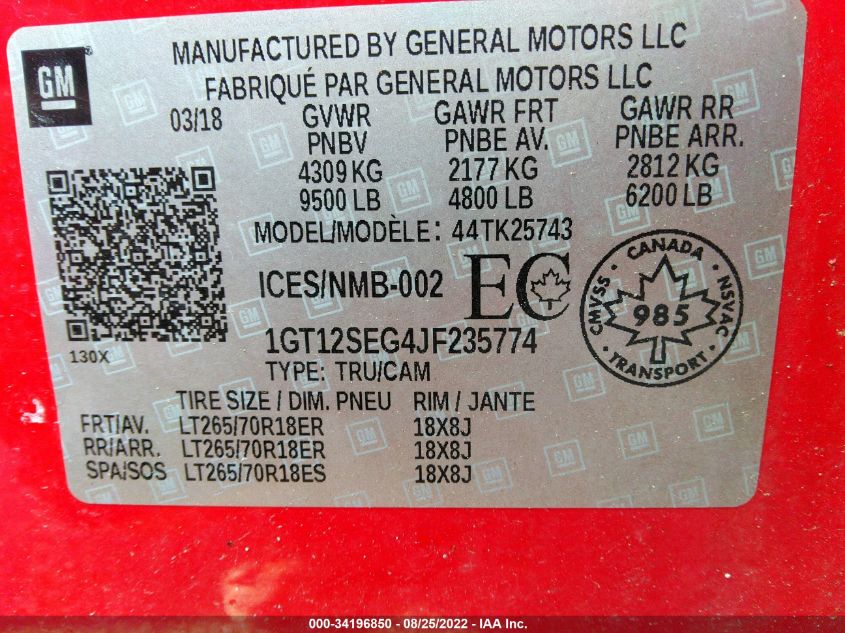 GM
MANUFACTURED BY GENERAL MOTORS LLC
FABRIQUÉ PAR GENERAL MOTORS LLC
03/18 GVWR GAWR FRT GAWR RR
PNBV PNBE AV. PNBE ARR.
4309 KG 2177 KG 2812 KG
9500 LB 4800 LB 6200 LB
MODEL/MODÈLE: 44TK25743
ICES/NMB-002 EC
CANADA
CMVSS 985 NSVAC
TRANSPORT
130X
1GT12SEG4JF235774
TYPE: TRU/CAM
TIRE SIZE / DIM. PNEU RIM / JANTE
FRT/AV. LT265/70R18ER 18X8J
RR/ARR. LT265/70R18ER 18X8J
SPA/SOS LT265/70R18ES 18X8J
000-34196850 - 08/25/2022 - IAA Inc.